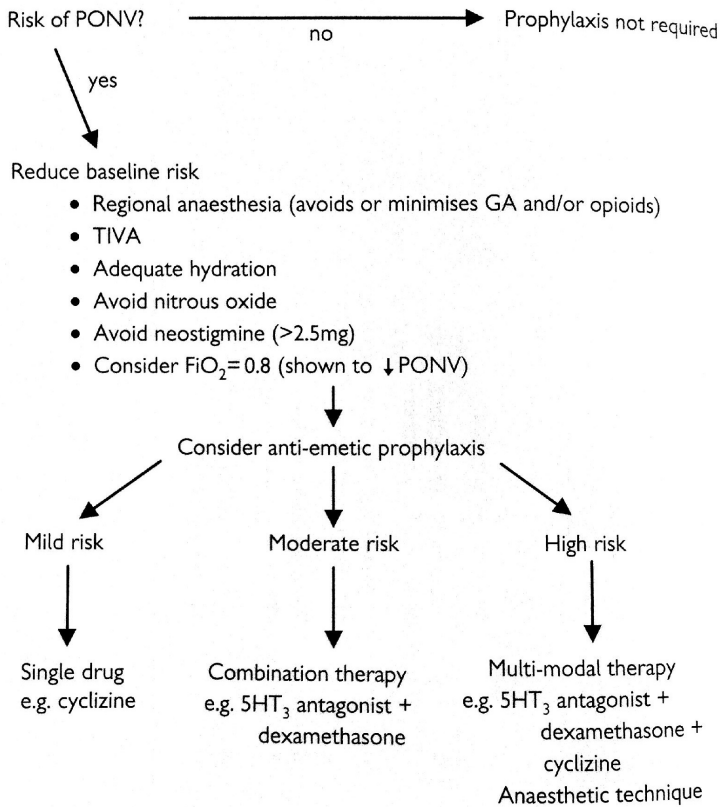 Risk of PONV?
no
Prophylaxis not required
yes
Reduce baseline risk
• Regional anaesthesia (avoids or minimises GA and/or opioids)
• TIVA
• Adequate hydration
• Avoid nitrous oxide
• Avoid neostigmine (>2.5mg)
• Consider FiO₂= 0.8 (shown to ↓PONV)
Consider anti-emetic prophylaxis
Mild risk
Moderate risk
High risk
Single drug
e.g. cyclizine
Combination therapy
e.g. 5HT₃ antagonist +
dexamethasone
Multi-modal therapy
e.g. 5HT₃ antagonist +
dexamethasone +
cyclizine
Anaesthetic technique